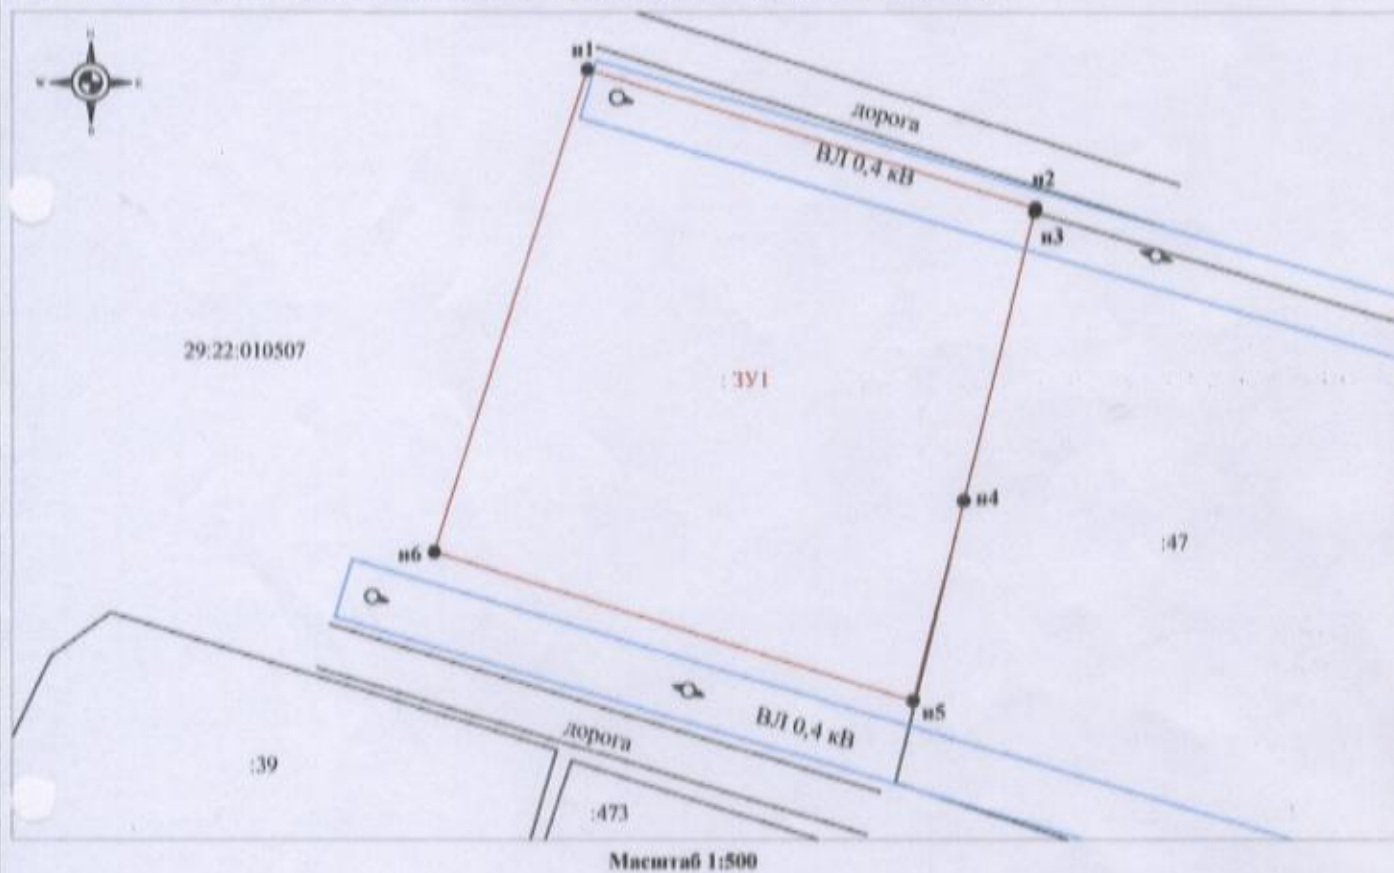 н1
дорога
ВЛ 0,4 кВ
н2
н3
29:22:010507
:ЗУ1
н4
:47
н6
н5
ВЛ 0,4 кВ
дорога
:39
:473
Масштаб 1:500